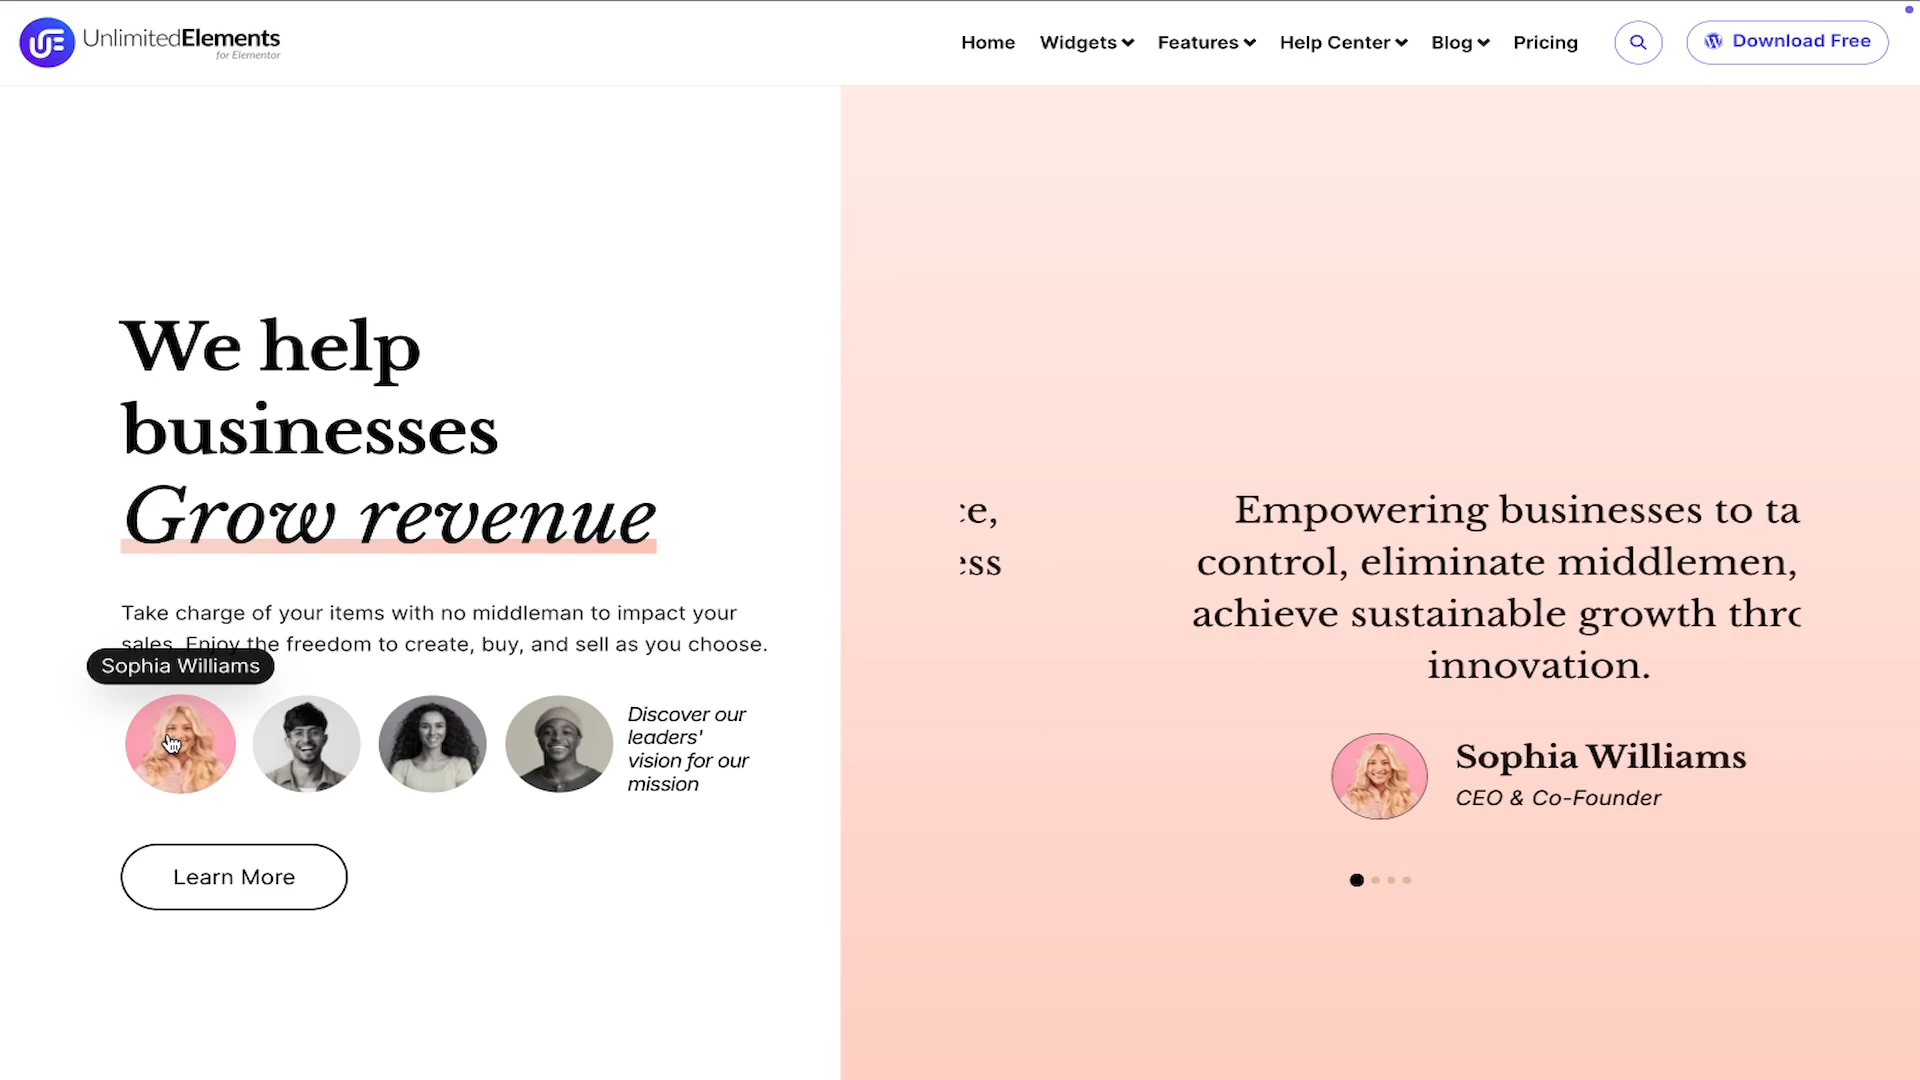 UnlimitedElements
for Elementor
Home Widgets Features Help Center Blog Pricing Download Free
We help
businesses
Grow revenue
Take charge of your items with no middleman to impact your
sales. Enjoy the freedom to create, buy, and sell as you choose.
Sophia Williams
Discover our
leaders'
vision for our
mission
Learn More
ce,
ess
Empowering businesses to ta
control, eliminate middlemen,
achieve sustainable growth thro
innovation.
Sophia Williams
CEO & Co-Founder